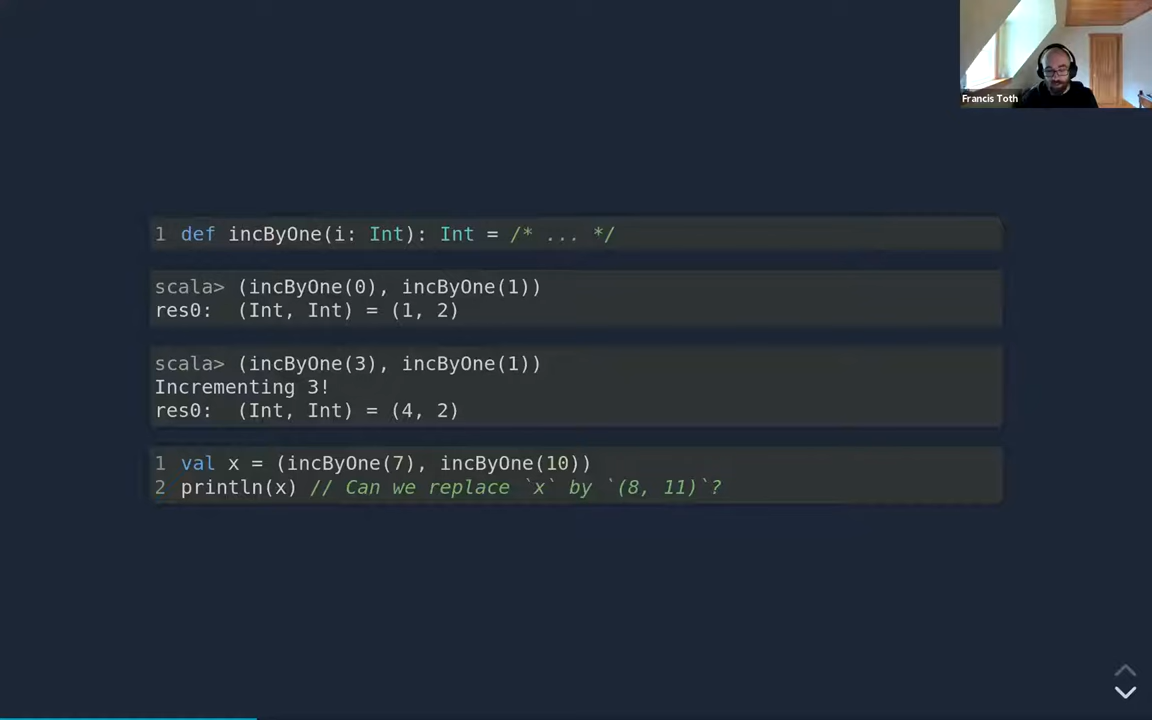 Francis Toth
1 def incByOne(i: Int): Int = /* ... */
scala> (incByOne(0), incByOne(1))
res0:  (Int, Int) = (1, 2)
scala> (incByOne(3), incByOne(1))
Incrementing 3!
res0:  (Int, Int) = (4, 2)
1 val x = (incByOne(7), incByOne(10))
2 println(x) // Can we replace `x` by `(8, 11)`?